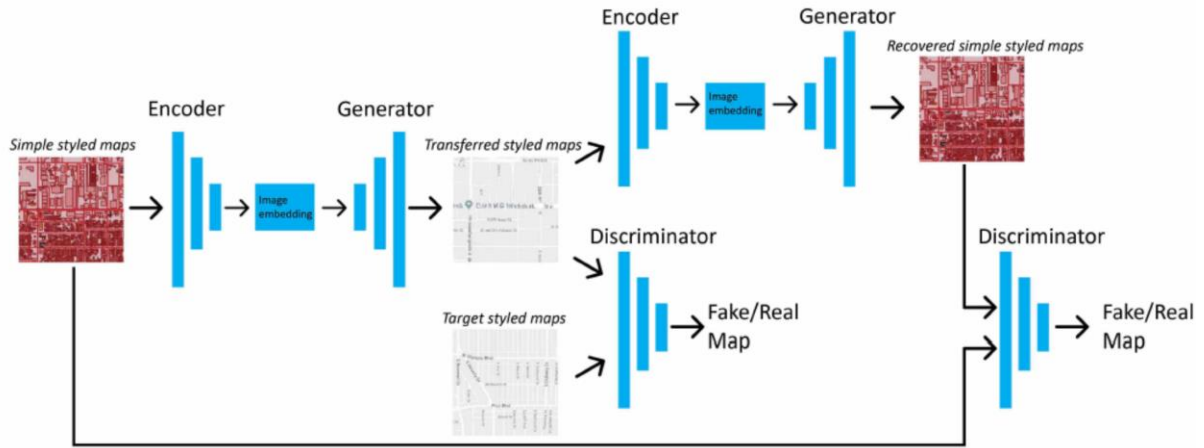 Encoder
Generator
Recovered simple styled maps
Image
embedding
Encoder
Generator
Simple styled maps
Transferred styled maps
Image
embedding
Discriminator
Discriminator
Target styled maps
Fake/Real
Map
Fake/Real
Map